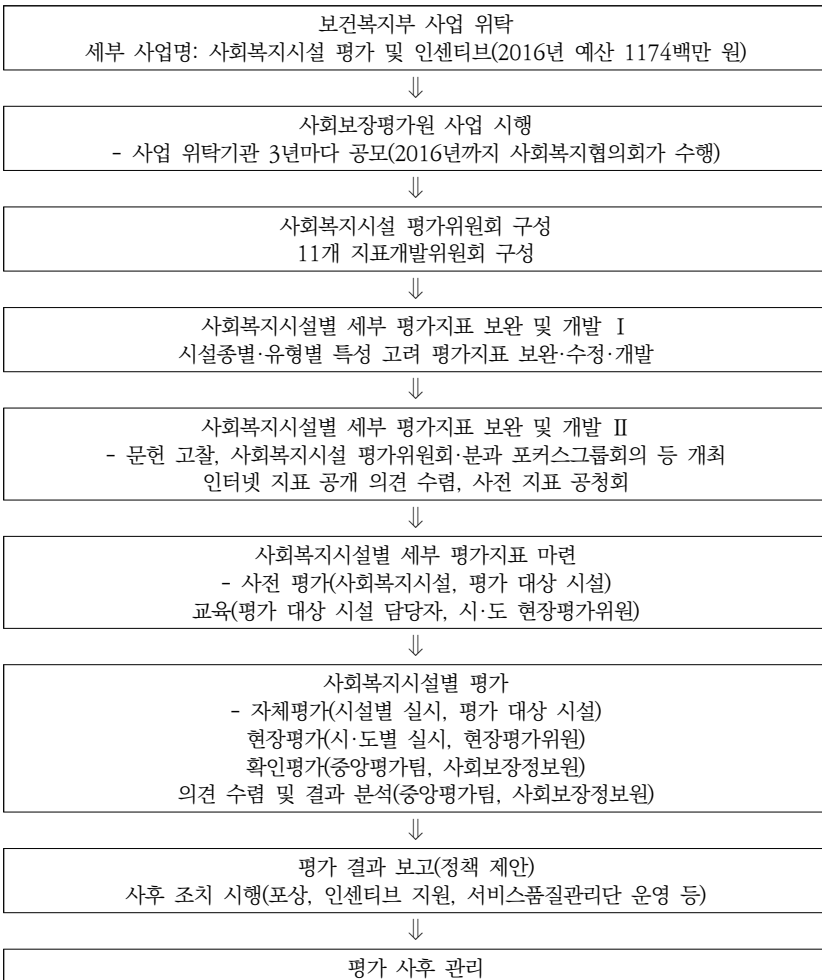 보건복지부 사업 위탁
세부 사업명: 사회복지시설 평가 및 인센티브(2016년 예산 1174백만 원)
⇓
사회보장평가원 사업 시행
- 사업 위탁기관 3년마다 공모(2016년까지 사회복지협의회가 수행)
⇓
사회복지시설 평가위원회 구성
11개 지표개발위원회 구성
⇓
사회복지시설별 세부 평가지표 보완 및 개발 Ⅰ
시설종별·유형별 특성 고려 평가지표 보완·수정·개발
⇓
사회복지시설별 세부 평가지표 보완 및 개발 Ⅱ
- 문헌 고찰, 사회복지시설 평가위원회·분과 포커스그룹회의 등 개최
인터넷 지표 공개 의견 수렴, 사전 지표 공청회
⇓
사회복지시설별 세부 평가지표 마련
- 사전 평가(사회복지시설, 평가 대상 시설)
교육(평가 대상 시설 담당자, 시·도 현장평가위원)
⇓
사회복지시설별 평가
- 자체평가(시설별 실시, 평가 대상 시설)
현장평가(시·도별 실시, 현장평가위원)
확인평가(중앙평가팀, 사회보장정보원)
의견 수렴 및 결과 분석(중앙평가팀, 사회보장정보원)
⇓
평가 결과 보고(정책 제안)
사후 조치 시행(포상, 인센티브 지원, 서비스품질관리단 운영 등)
⇓
평가 사후 관리